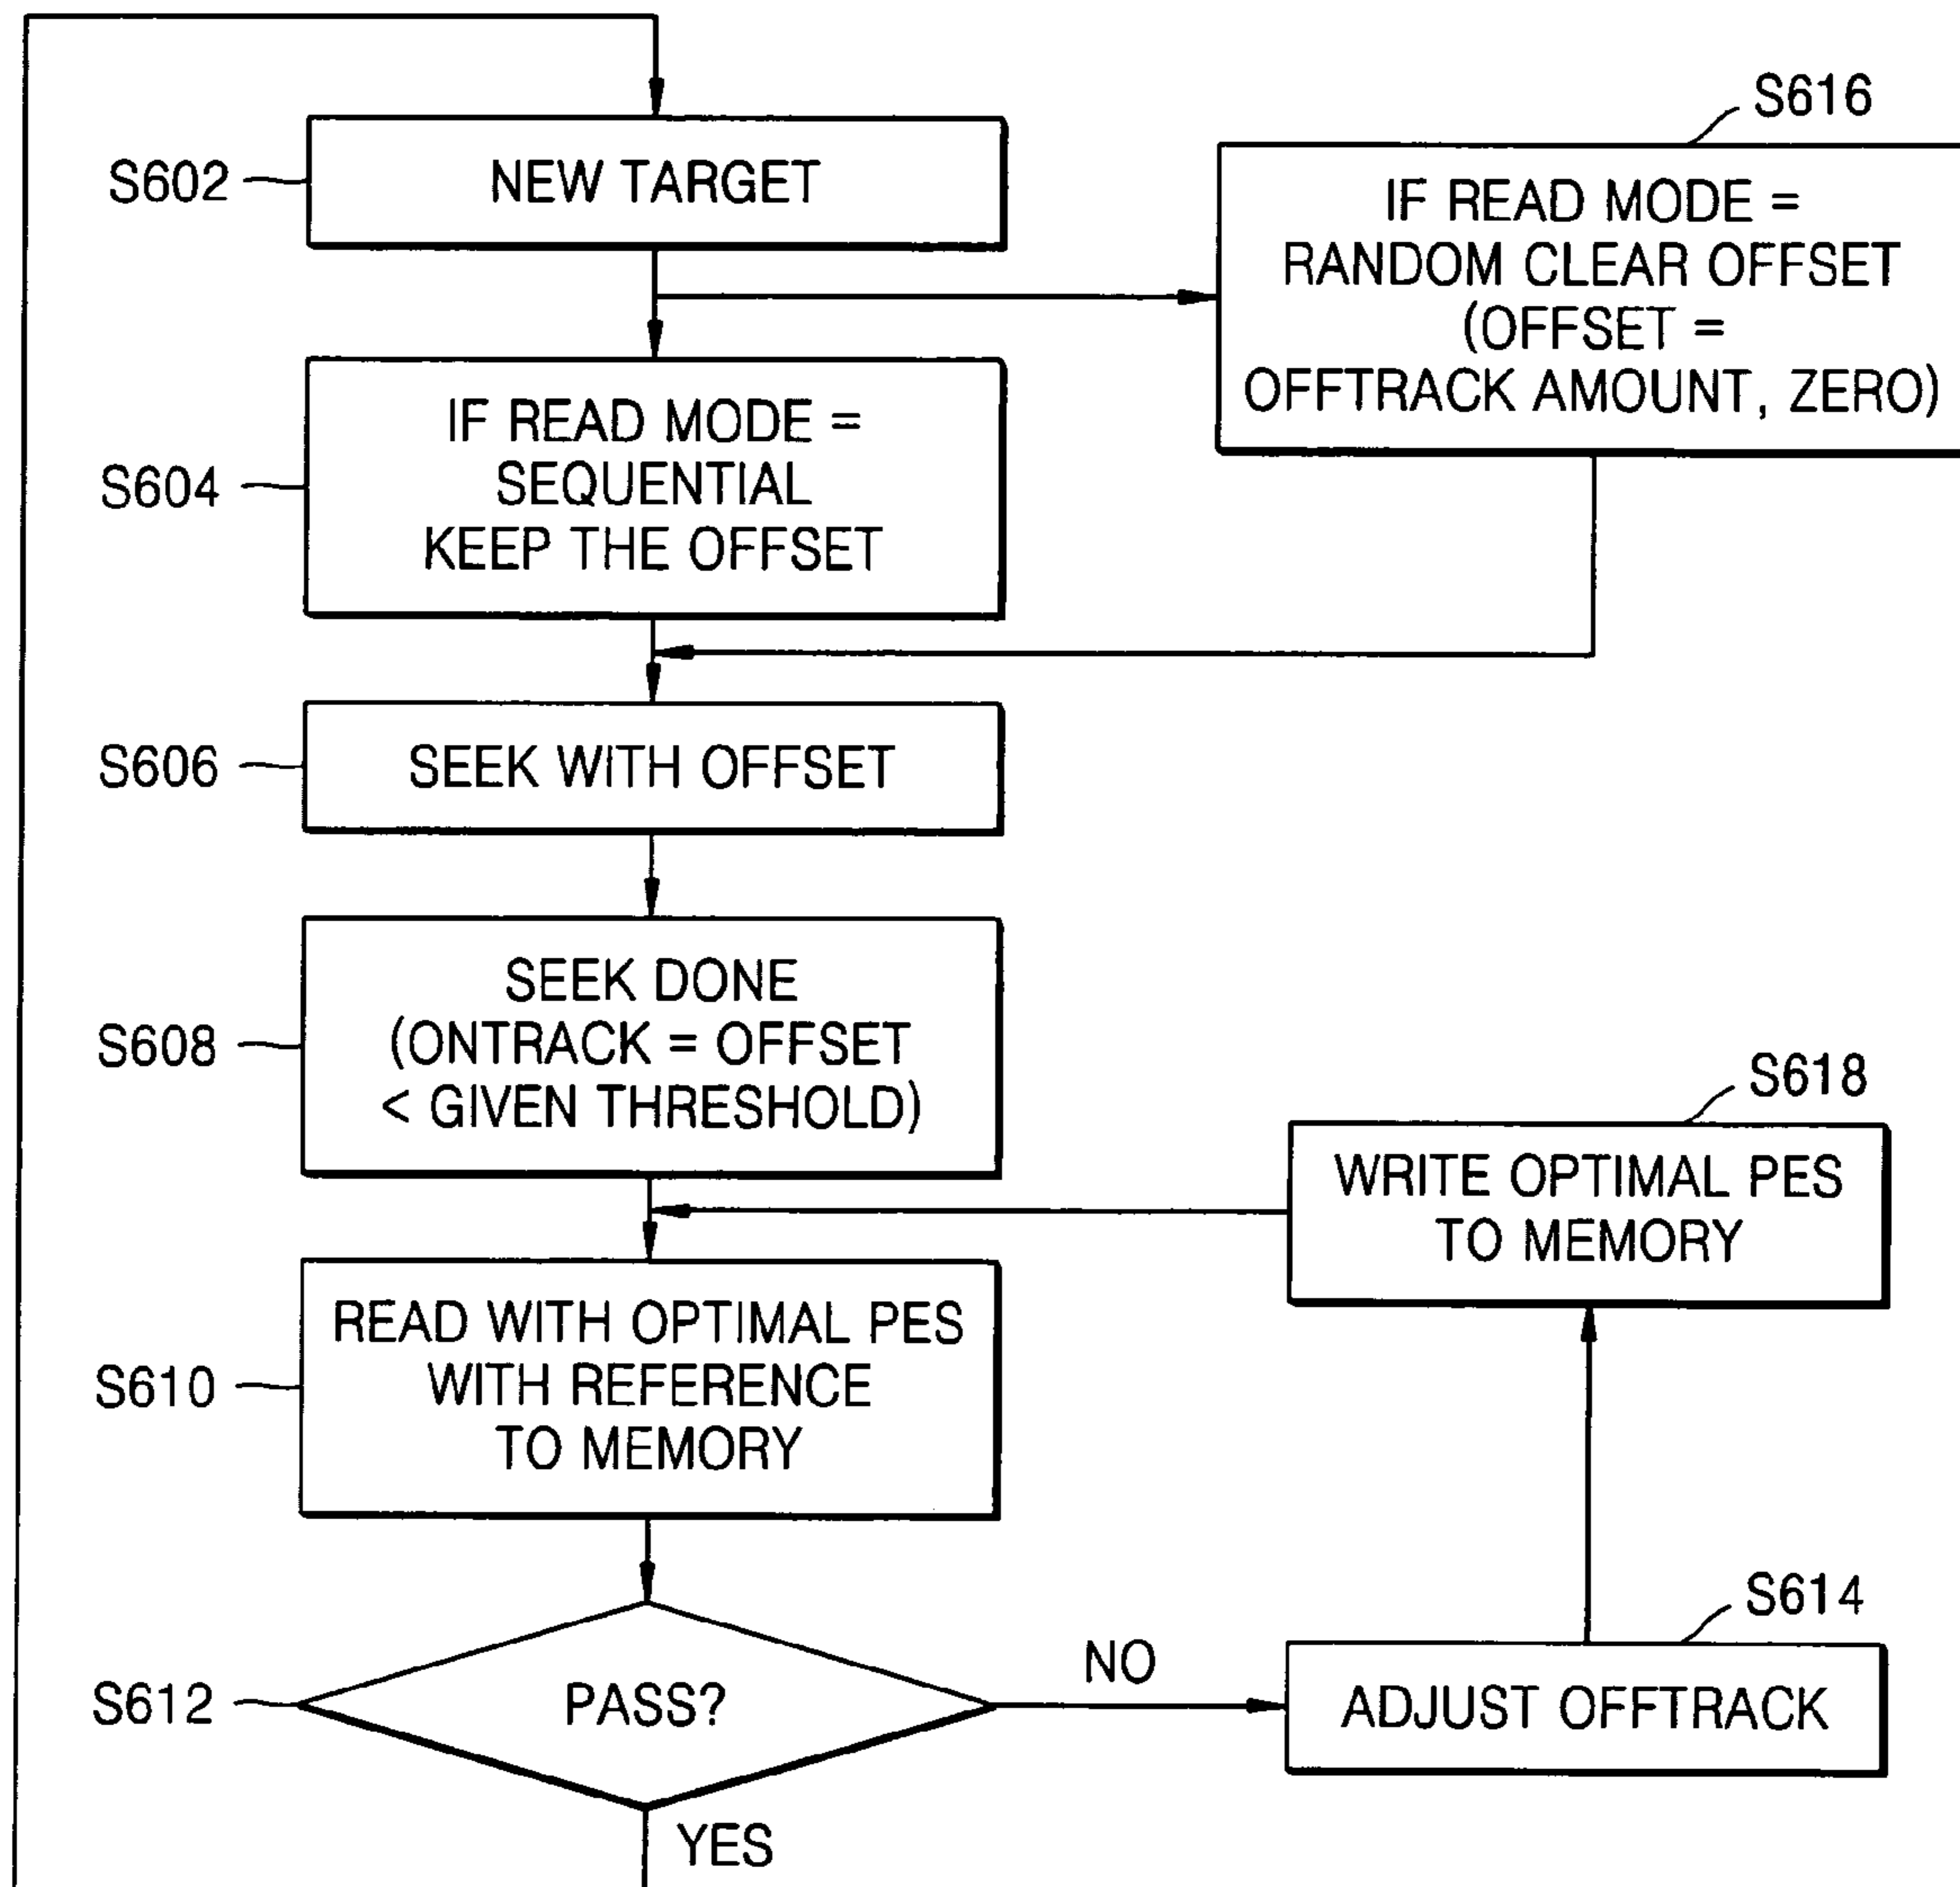 S602
NEW TARGET
S616
IF READ MODE =
RANDOM CLEAR OFFSET
(OFFSET =
OFFTRACK AMOUNT, ZERO)
S604
IF READ MODE =
SEQUENTIAL
KEEP THE OFFSET
S606
SEEK WITH OFFSET
S608
SEEK DONE
(ONTRACK = OFFSET
< GIVEN THRESHOLD)
S618
WRITE OPTIMAL PES
TO MEMORY
S610
READ WITH OPTIMAL PES
WITH REFERENCE
TO MEMORY
S612
PASS?
NO
S614
ADJUST OFFTRACK
YES